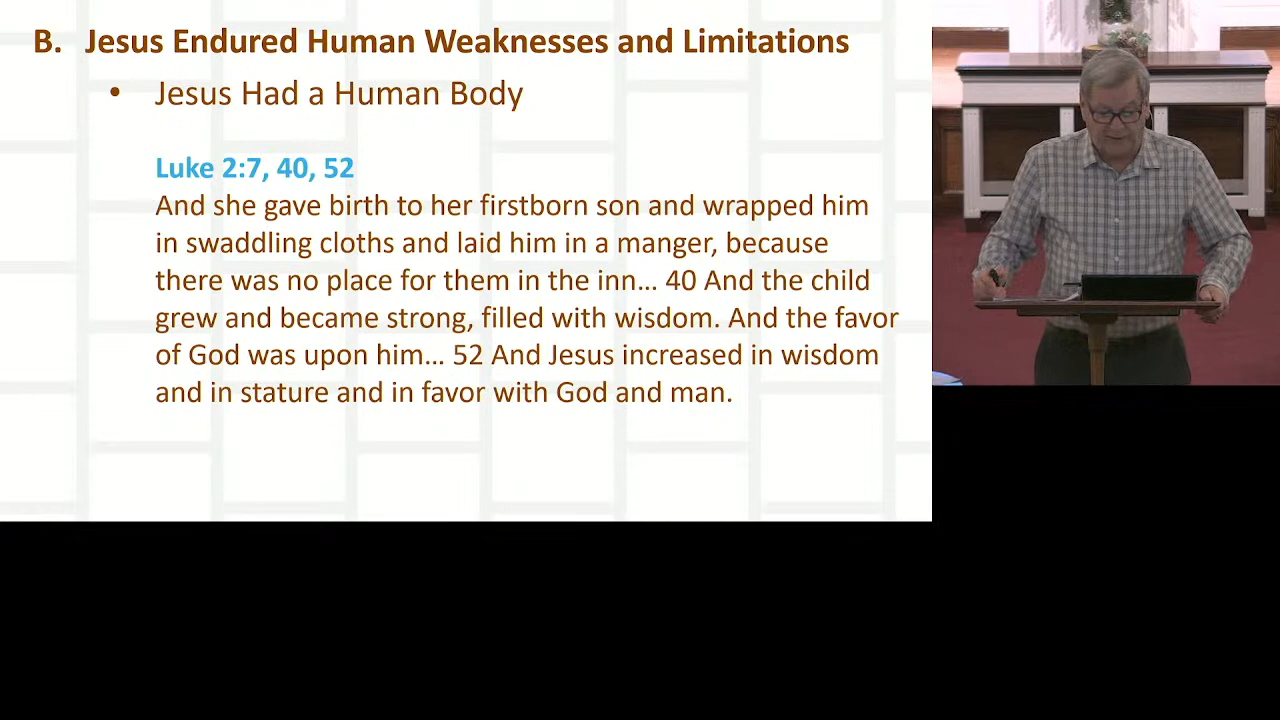 B. Jesus Endured Human Weaknesses and Limitations
• Jesus Had a Human Body
Luke 2:7, 40, 52
And she gave birth to her firstborn son and wrapped him
in swaddling cloths and laid him in a manger, because
there was no place for them in the inn... 40 And the child
grew and became strong, filled with wisdom. And the favor
of God was upon him... 52 And Jesus increased in wisdom
and in stature and in favor with God and man.